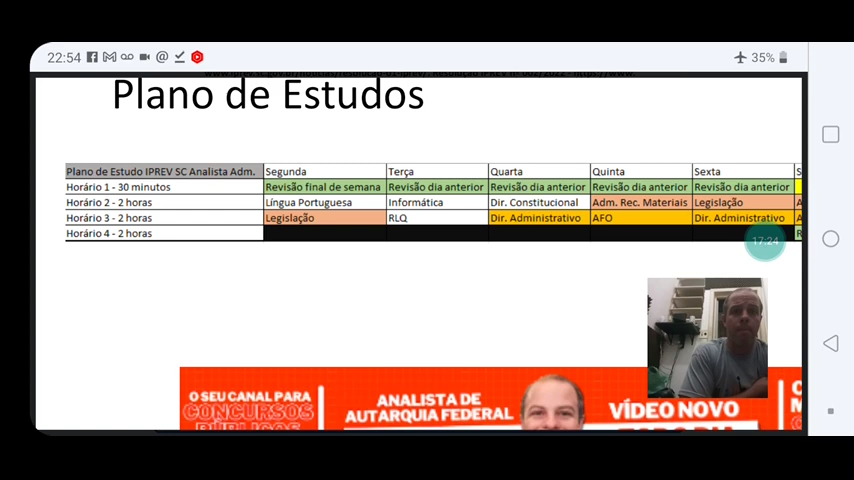 22:54
35%
Plano de Estudos
Plano de Estudo IPREV SC Analista Adm. Segunda Terça Quarta Quinta Sexta S
Horário 1 - 30 minutos Revisão final de semana Revisão dia anterior Revisão dia anterior Revisão dia anterior Revisão dia anterior
Horário 2 - 2 horas Língua Portuguesa Informática Dir. Constitucional Adm. Rec. Materiais Legislação A
Horário 3 - 2 horas Legislação RLQ Dir. Administrativo AFO Dir. Administrativo A
Horário 4 - 2 horas R
17:24
O SEU CANAL PARA
CONCURSOS
PÚBLICOS
ANALISTA DE
AUTARQUIA FEDERAL
VÍDEO NOVO
TODO DIA